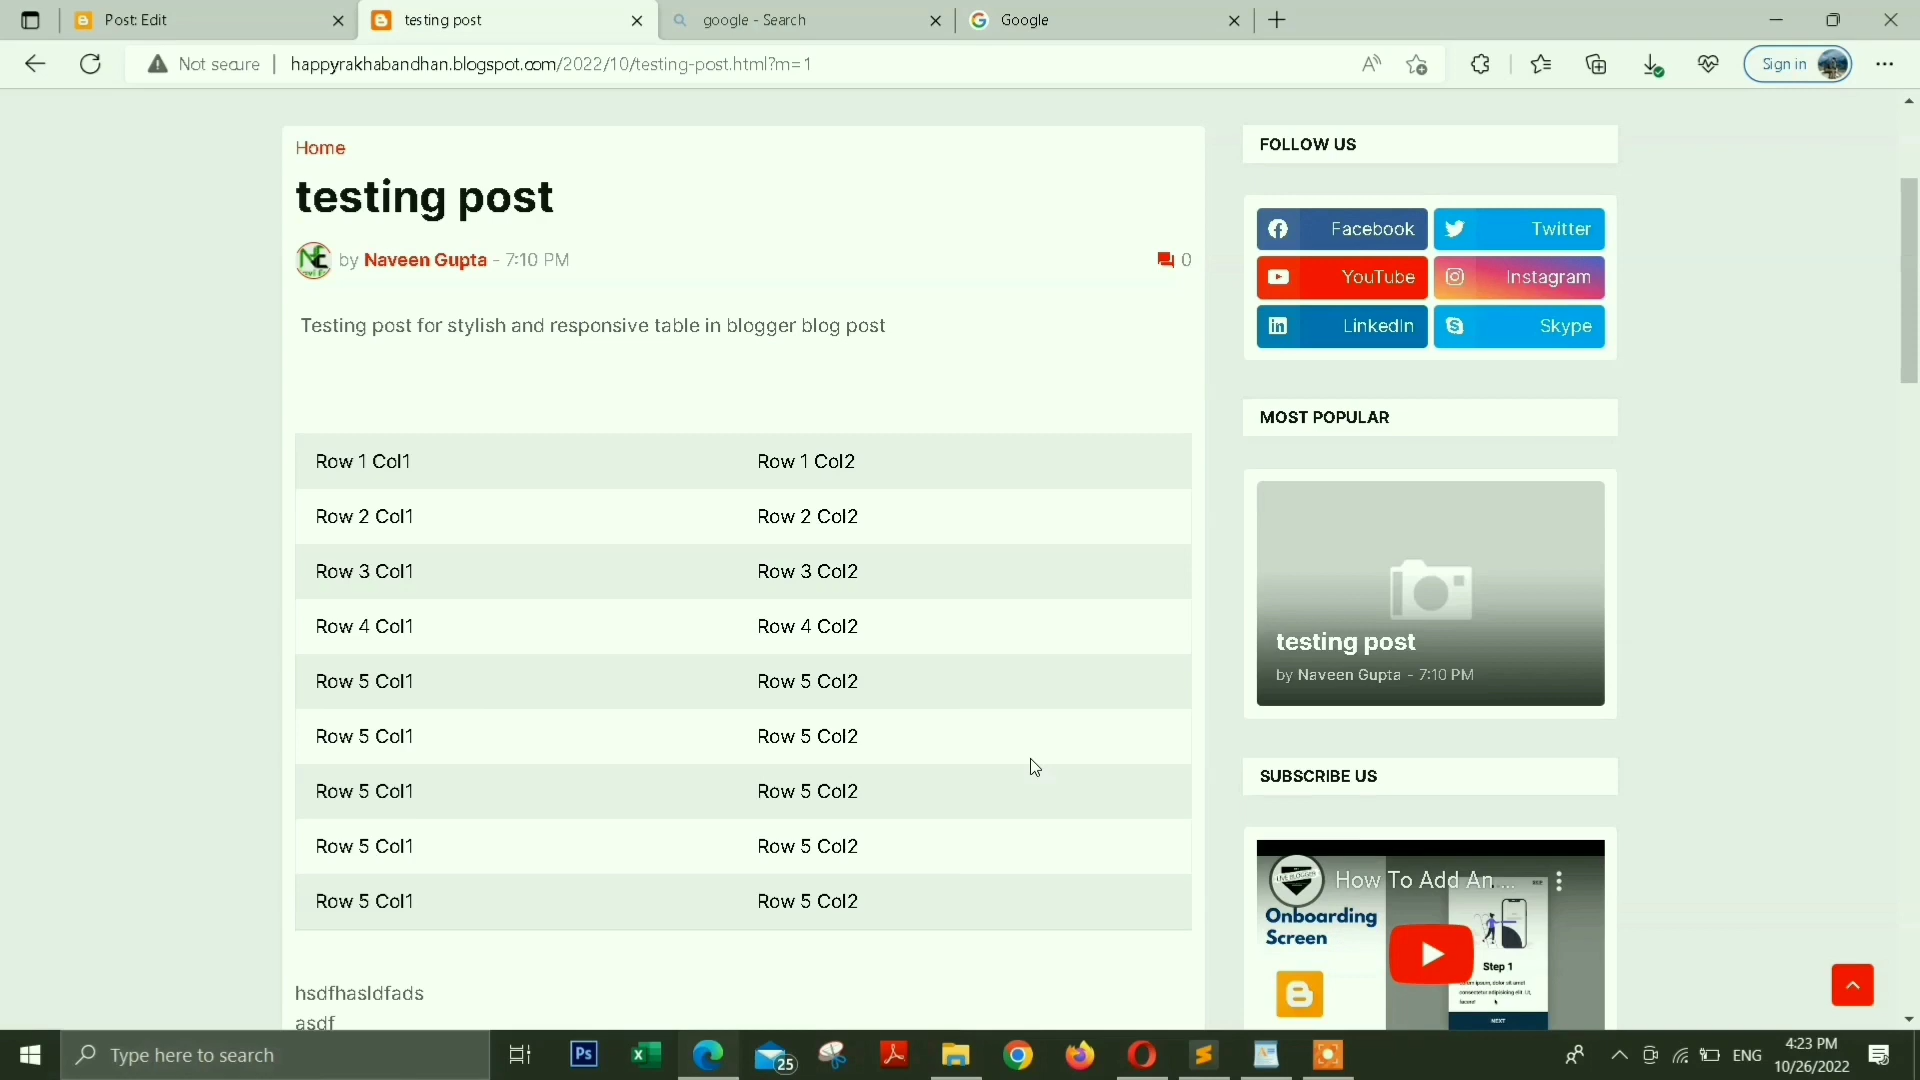 Post: Edit
testing post
google - Search
Google
Not secure
happyrakhabandhan.blogspot.com/2022/10/testing-post.html?m=1
Sign in
Home
testing post
by Naveen Gupta - 7:10 PM
0
Testing post for stylish and responsive table in blogger blog post
Row 1 Col1 Row 1 Col2
Row 2 Col1 Row 2 Col2
Row 3 Col1 Row 3 Col2
Row 4 Col1 Row 4 Col2
Row 5 Col1 Row 5 Col2
Row 5 Col1 Row 5 Col2
Row 5 Col1 Row 5 Col2
Row 5 Col1 Row 5 Col2
Row 5 Col1 Row 5 Col2
hsdfhasldfads
asdf
FOLLOW US
Facebook Twitter
YouTube Instagram
LinkedIn Skype
MOST POPULAR
testing post
by Naveen Gupta - 7:10 PM
SUBSCRIBE US
How To Add An ...
Onboarding
Screen
Step 1
NEXT
Type here to search
Ps
25
ENG
4:23 PM
10/26/2022